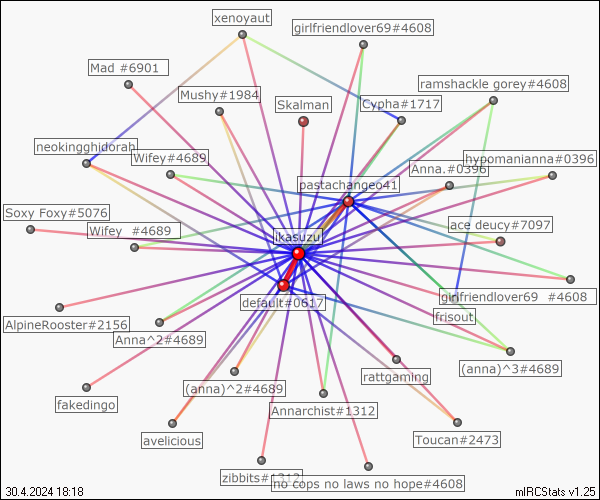 xenoyaut
girlfriendlover69#4608
Mad #6901
ramshackle gorey#4608
Mushy#1984
Skalman
Cypha#1717
neokingghidorah
Wifey#4689
hypomanianna#0396
Anna.#0396
pastachangeo41
Soxy Foxy#5076
Wifey  #4689
ace deucy#7097
ikasuzu
girlfriendlover69  #4608
default#0617
frisout
AlpineRooster#2156
Anna^2#4689
(anna)^3#4689
rattgaming
(anna)^2#4689
fakedingo
Annarchist#1312
avelicious
Toucan#2473
zibbits#1312
no cops no laws no hope#4608
30.4.2024 18:18
mIRCStats v1.25